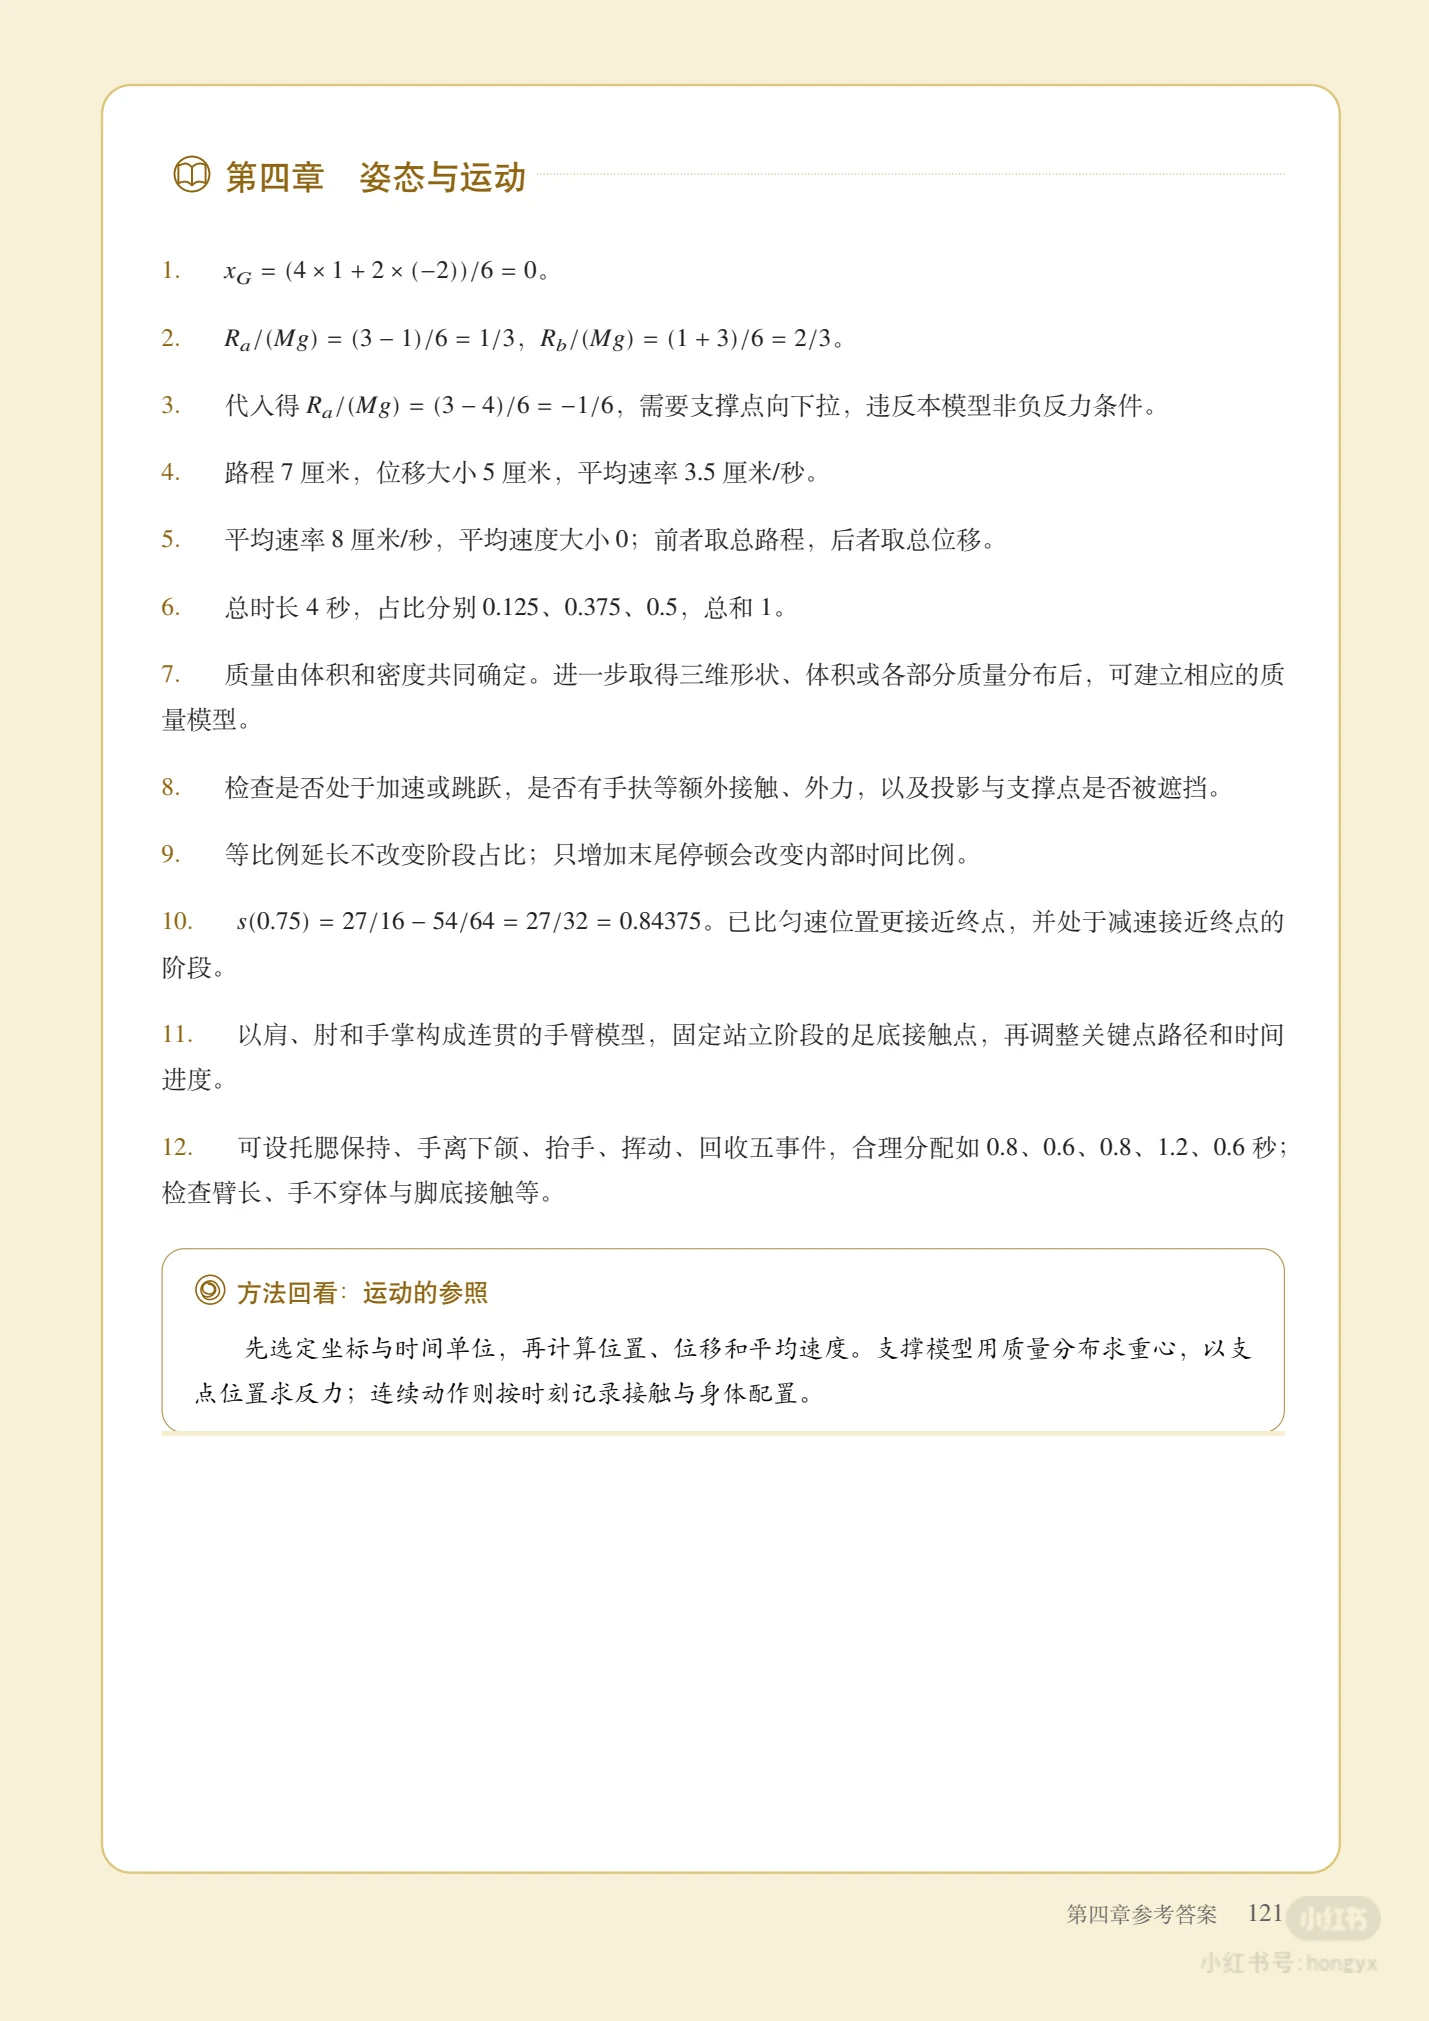 第四章 姿态与运动
1. x_G = (4 × 1 + 2 × (−2))/6 = 0。
2. R_a/(Mg) = (3 − 1)/6 = 1/3，R_b/(Mg) = (1 + 3)/6 = 2/3。
3. 代入得 R_a/(Mg) = (3 − 4)/6 = −1/6，需要支撑点向下拉，违反本模型非负反力条件。
4. 路程 7 厘米，位移大小 5 厘米，平均速率 3.5 厘米/秒。
5. 平均速率 8 厘米/秒，平均速度大小 0；前者取总路程，后者取总位移。
6. 总时长 4 秒，占比分别 0.125、0.375、0.5，总和 1。
7. 质量由体积和密度共同确定。进一步取得三维形状、体积或各部分质量分布后，可建立相应的质
量模型。
8. 检查是否处于加速或跳跃，是否有手扶等额外接触、外力，以及投影与支撑点是否被遮挡。
9. 等比例延长不改变阶段占比；只增加末尾停顿会改变内部时间比例。
10. s(0.75) = 27/16 − 54/64 = 27/32 = 0.84375。已比匀速位置更接近终点，并处于减速接近终点的
阶段。
11. 以肩、肘和手掌构成连贯的手臂模型，固定站立阶段的足底接触点，再调整关键点路径和时间
进度。
12. 可设托腮保持、手离下颌、抬手、挥动、回收五事件，合理分配如 0.8、0.6、0.8、1.2、0.6 秒；
检查臂长、手不穿体与脚底接触等。
方法回看：运动的参照
先选定坐标与时间单位，再计算位置、位移和平均速度。支撑模型用质量分布求重心，以支
点位置求反力；连续动作则按时刻记录接触与身体配置。
第四章参考答案 121
小红书
小红书号:hongyx